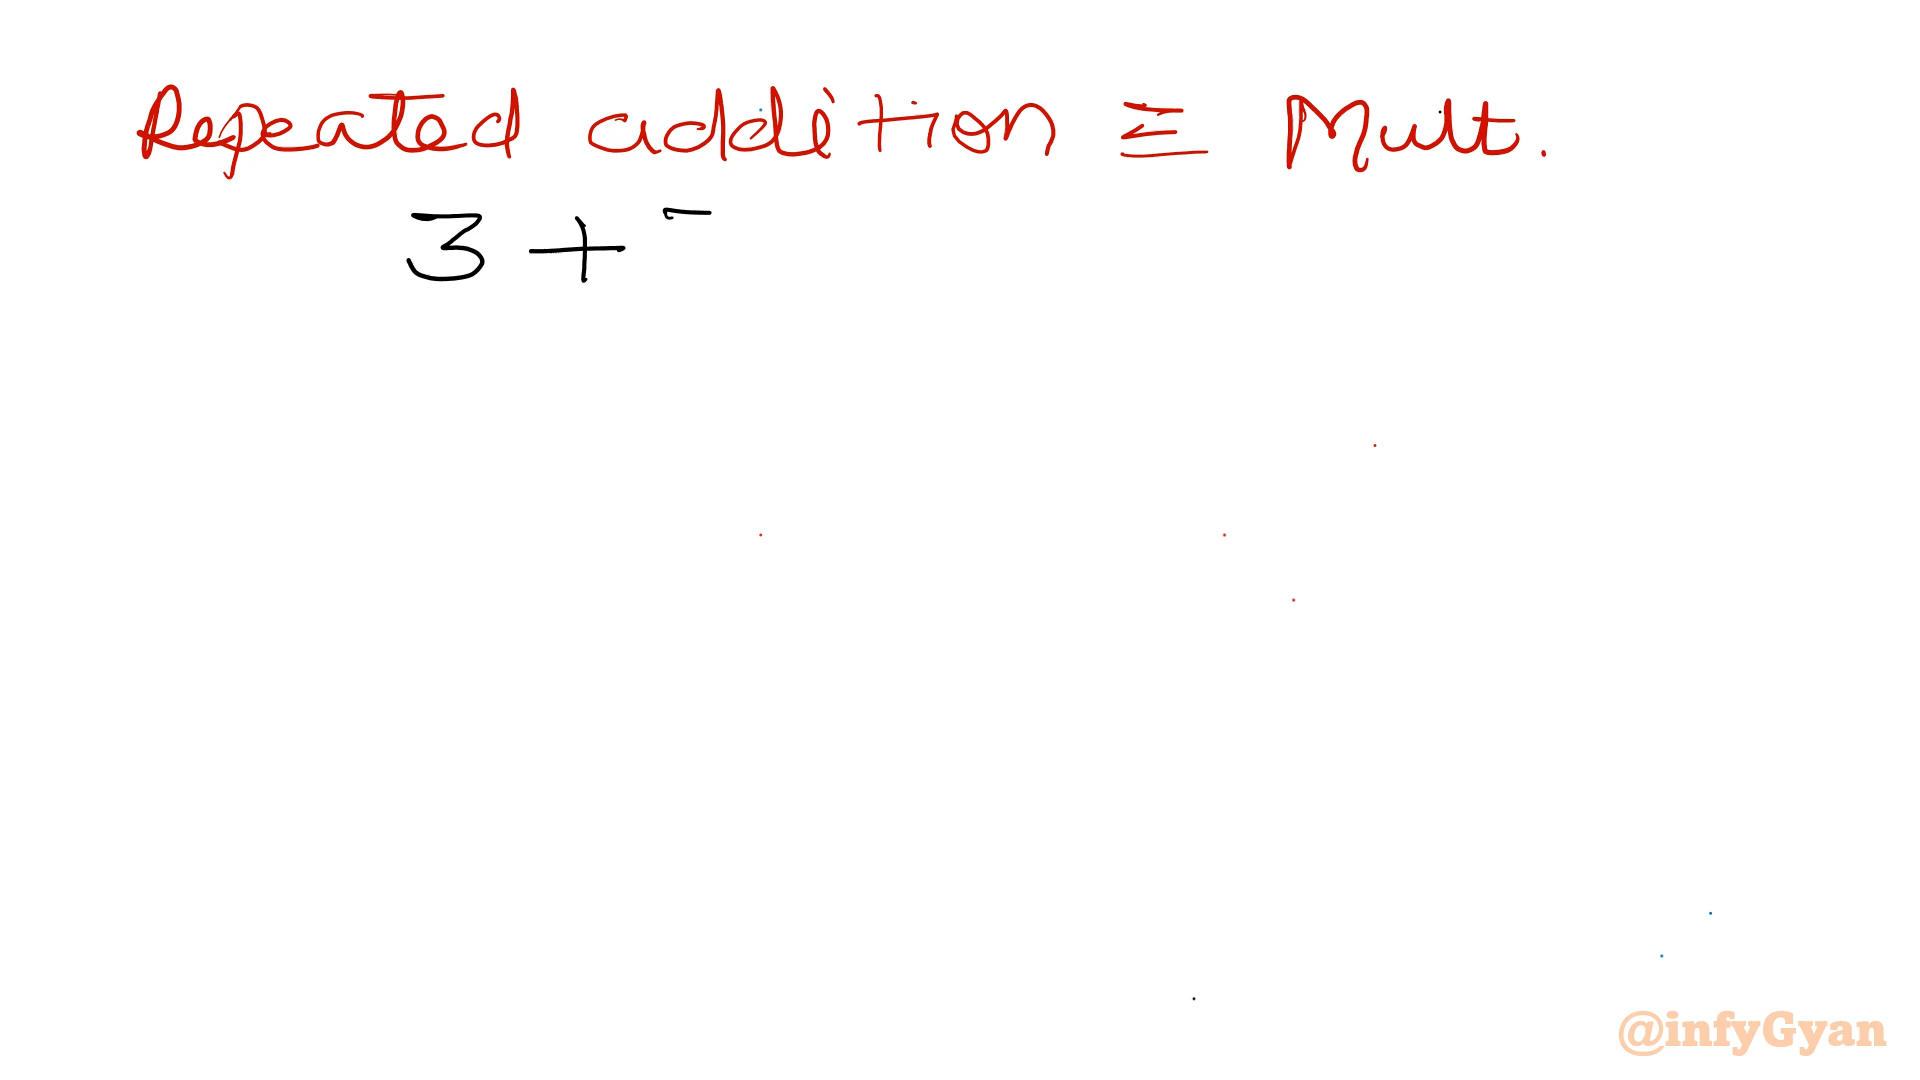 Repeated addition ≡ Mult.
3 +
@infyGyan